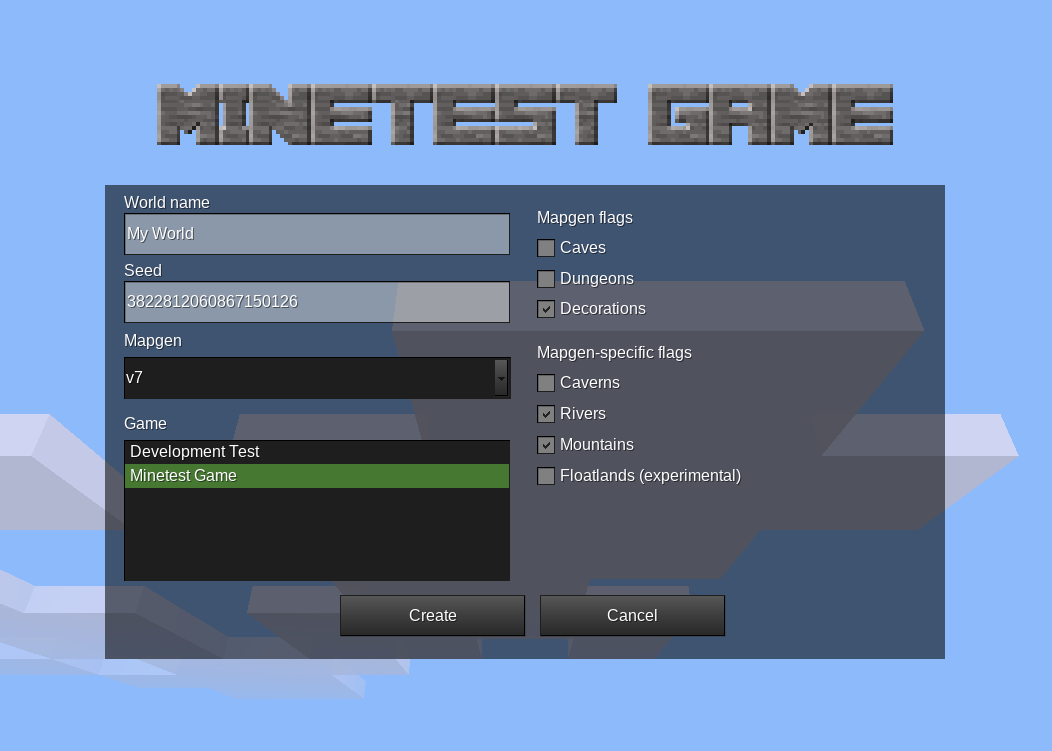 MINETEST GAME
World name
My World
Seed
3822812060867150126
Mapgen
v7
Game
Development Test
Minetest Game
Mapgen flags
Caves
Dungeons
Decorations
Mapgen-specific flags
Caverns
Rivers
Mountains
Floatlands (experimental)
Create
Cancel